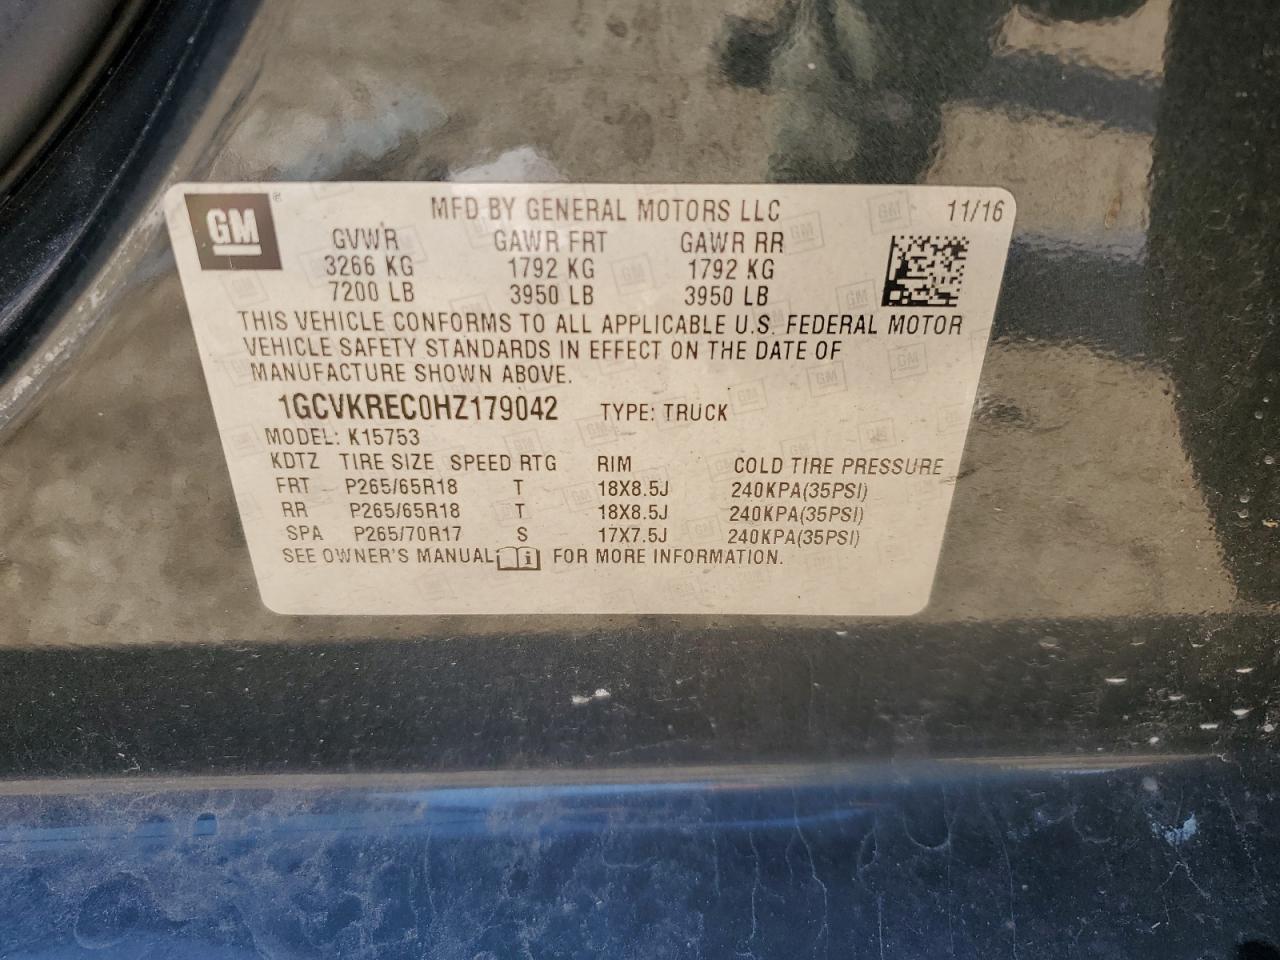 GM
MFD BY GENERAL MOTORS LLC 11/16
GVWR GAWR FRT GAWR RR
3266 KG 1792 KG 1792 KG
7200 LB 3950 LB 3950 LB
THIS VEHICLE CONFORMS TO ALL APPLICABLE U.S. FEDERAL MOTOR
VEHICLE SAFETY STANDARDS IN EFFECT ON THE DATE OF
MANUFACTURE SHOWN ABOVE.
1GCVKREC0HZ179042 TYPE: TRUCK
MODEL: K15753
KDTZ TIRE SIZE SPEED RTG RIM COLD TIRE PRESSURE
FRT P265/65R18 T 18X8.5J 240KPA(35PSI)
RR P265/65R18 T 18X8.5J 240KPA(35PSI)
SPA P265/70R17 S 17X7.5J 240KPA(35PSI)
SEE OWNER'S MANUAL i FOR MORE INFORMATION.